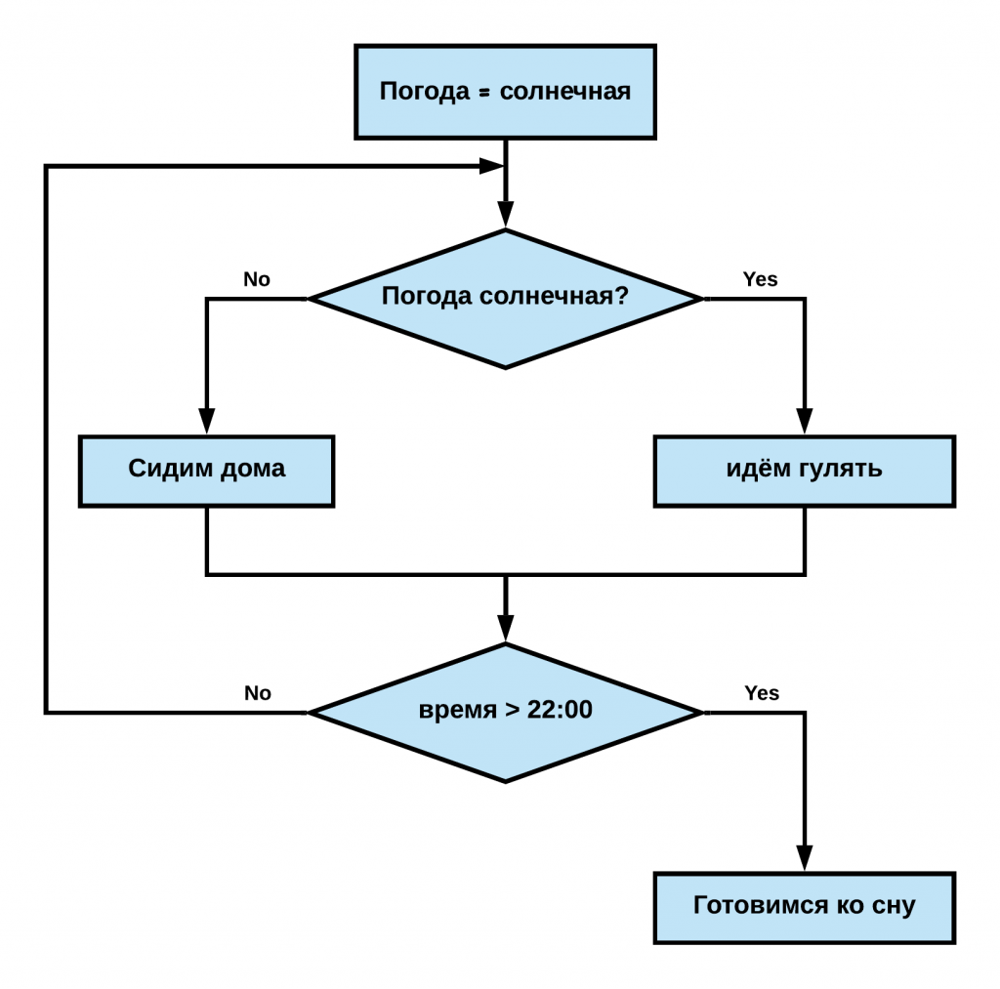 Погода = солнечная
No
Yes
Погода солнечная?
Сидим дома
идём гулять
No
Yes
время > 22:00
Готовимся ко сну